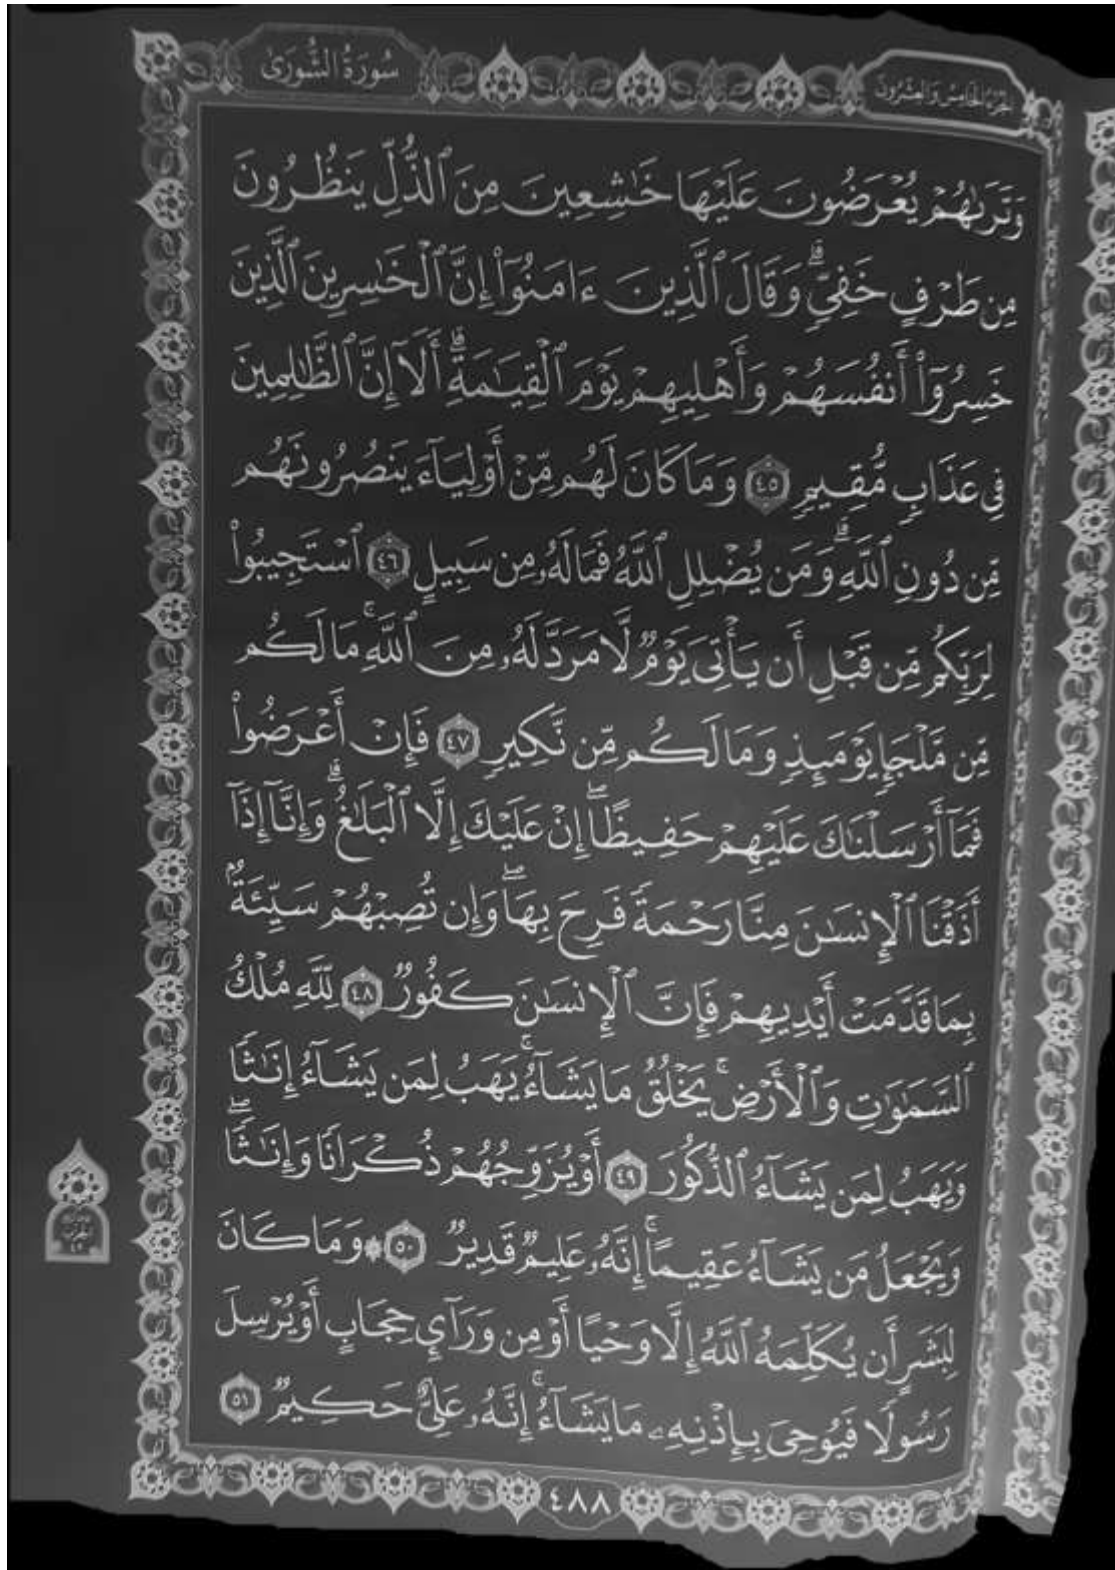 الجزء الخامس والعشرون
سُورَةُ الشُّورَىٰ
وَتَرَىٰهُمْ يُعْرَضُونَ عَلَيْهَا خَٰشِعِينَ مِنَ ٱلذُّلِّ يَنظُرُونَ
مِن طَرْفٍ خَفِيٍّۗ وَقَالَ ٱلَّذِينَ ءَامَنُوٓا۟ إِنَّ ٱلْخَٰسِرِينَ ٱلَّذِينَ
خَسِرُوٓا۟ أَنفُسَهُمْ وَأَهْلِيهِمْ يَوْمَ ٱلْقِيَٰمَةِۗ أَلَآ إِنَّ ٱلظَّٰلِمِينَ
فِى عَذَابٍ مُّقِيمٍ ٤٥ وَمَا كَانَ لَهُم مِّنْ أَوْلِيَآءَ يَنصُرُونَهُم
مِّن دُونِ ٱللَّهِۗ وَمَن يُضْلِلِ ٱللَّهُ فَمَا لَهُۥ مِن سَبِيلٍ ٤٦ ٱسْتَجِيبُوا۟
لِرَبِّكُم مِّن قَبْلِ أَن يَأْتِىَ يَوْمٌ لَّا مَرَدَّ لَهُۥ مِنَ ٱللَّهِۚ مَا لَكُم
مِّن مَّلْجَإٍ يَوْمَئِذٍ وَمَا لَكُم مِّن نَّكِيرٍ ٤٧ فَإِنْ أَعْرَضُوا۟
فَمَآ أَرْسَلْنَٰكَ عَلَيْهِمْ حَفِيظًاۖ إِنْ عَلَيْكَ إِلَّا ٱلْبَلَٰغُۗ وَإِنَّآ إِذَآ
أَذَقْنَا ٱلْإِنسَٰنَ مِنَّا رَحْمَةً فَرِحَ بِهَاۖ وَإِن تُصِبْهُمْ سَيِّئَةٌۢ
بِمَا قَدَّمَتْ أَيْدِيهِمْ فَإِنَّ ٱلْإِنسَٰنَ كَفُورٌ ٤٨ لِّلَّهِ مُلْكُ
ٱلسَّمَٰوَٰتِ وَٱلْأَرْضِۚ يَخْلُقُ مَا يَشَآءُۚ يَهَبُ لِمَن يَشَآءُ إِنَٰثًا
وَيَهَبُ لِمَن يَشَآءُ ٱلذُّكُورَ ٤٩ أَوْ يُزَوِّجُهُمْ ذُكْرَانًا وَإِنَٰثًاۖ
وَيَجْعَلُ مَن يَشَآءُ عَقِيمًاۚ إِنَّهُۥ عَلِيمٌ قَدِيرٌ ٥٠ ۞ وَمَا كَانَ
لِبَشَرٍ أَن يُكَلِّمَهُ ٱللَّهُ إِلَّا وَحْيًا أَوْ مِن وَرَآئِ حِجَابٍ أَوْ يُرْسِلَ
رَسُولًا فَيُوحِىَ بِإِذْنِهِۦ مَا يَشَآءُۚ إِنَّهُۥ عَلِىٌّ حَكِيمٌ ٥١
٤٨٨